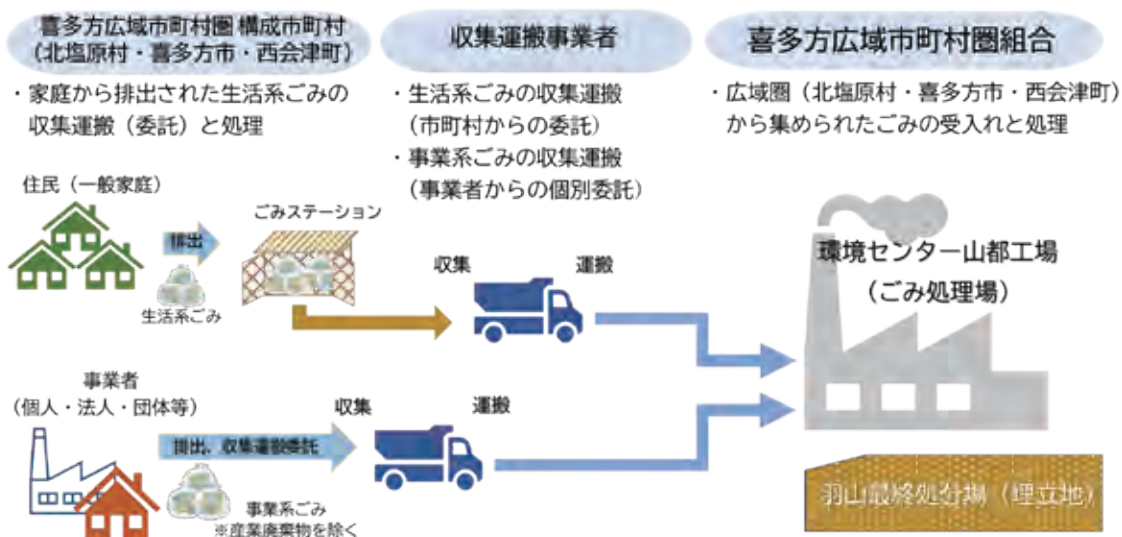 喜多方広域市町村圏 構成市町村
(北塩原村・喜多方市・西会津町)
・家庭から排出された生活系ごみの
収集運搬(委託)と処理
収集運搬事業者
・生活系ごみの収集運搬
(市町村からの委託)
・事業系ごみの収集運搬
(事業者からの個別委託)
喜多方広域市町村圏組合
・広域圏(北塩原村・喜多方市・西会津町)
から集められたごみの受入れと処理
住民(一般家庭)
排出
生活系ごみ
ごみステーション
収集
運搬
環境センター山都工場
(ごみ処理場)
事業者
(個人・法人・団体等)
排出、収集運搬委託
事業系ごみ
※産業廃棄物を除く
収集
運搬
羽山最終処分場(埋立地)